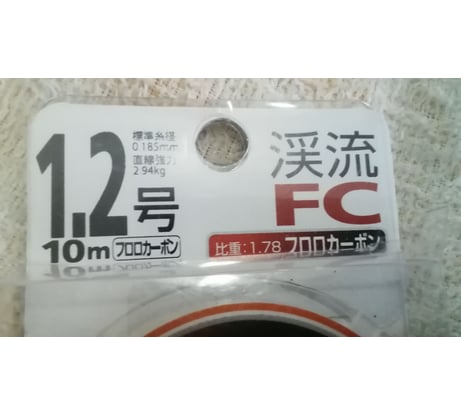 1.2号
標準糸径
0.185mm
直線強力
2.94kg
10m フロロカーボン
渓流
FC
比重:1.78 フロロカーボン